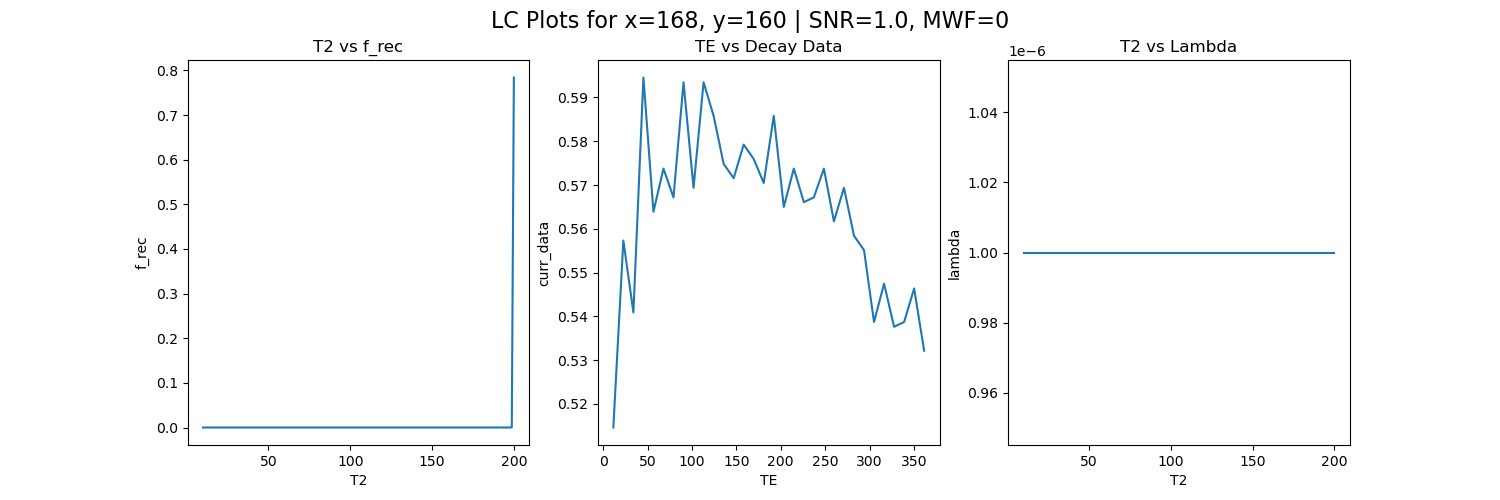 LC Plots for x=168, y=160 | SNR=1.0, MWF=0
T2 vs f_rec
0.8
0.7
0.6
0.5
0.4
0.3
0.2
0.1
0.0
f_rec
50 100 150 200
T2
TE vs Decay Data
0.59
0.58
0.57
0.56
0.55
0.54
0.53
0.52
curr_data
0 50 100 150 200 250 300 350
TE
T2 vs Lambda
1e−6
1.04
1.02
1.00
0.98
0.96
lambda
50 100 150 200
T2